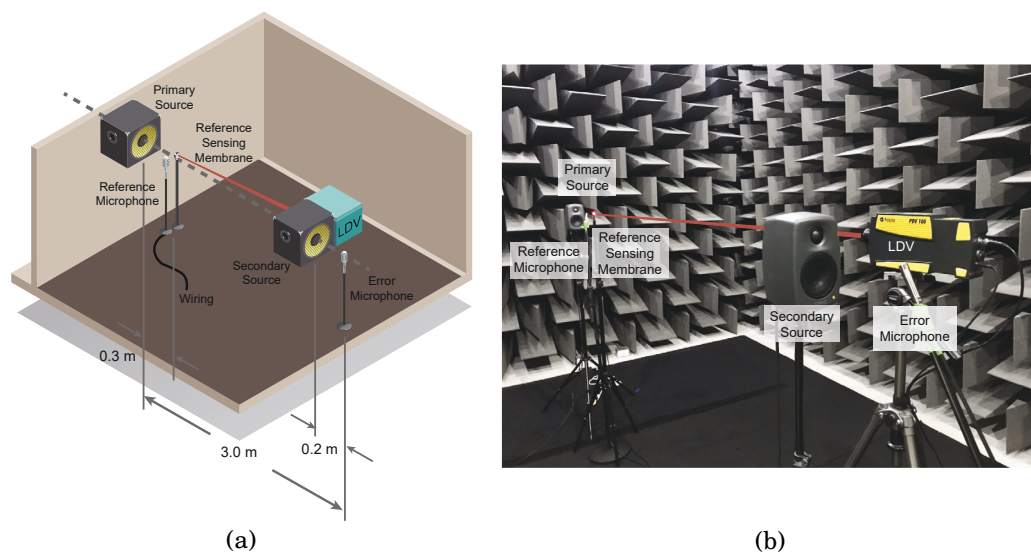 Primary
Source
Reference
Sensing
Membrane
Reference
Microphone
LDV
Secondary
Source
Error
Microphone
Wiring
0.3 m
3.0 m
0.2 m
(a)
Primary
Source
Reference
Microphone
Reference
Sensing
Membrane
PDV 100
LDV
Secondary
Source
Error
Microphone
(b)